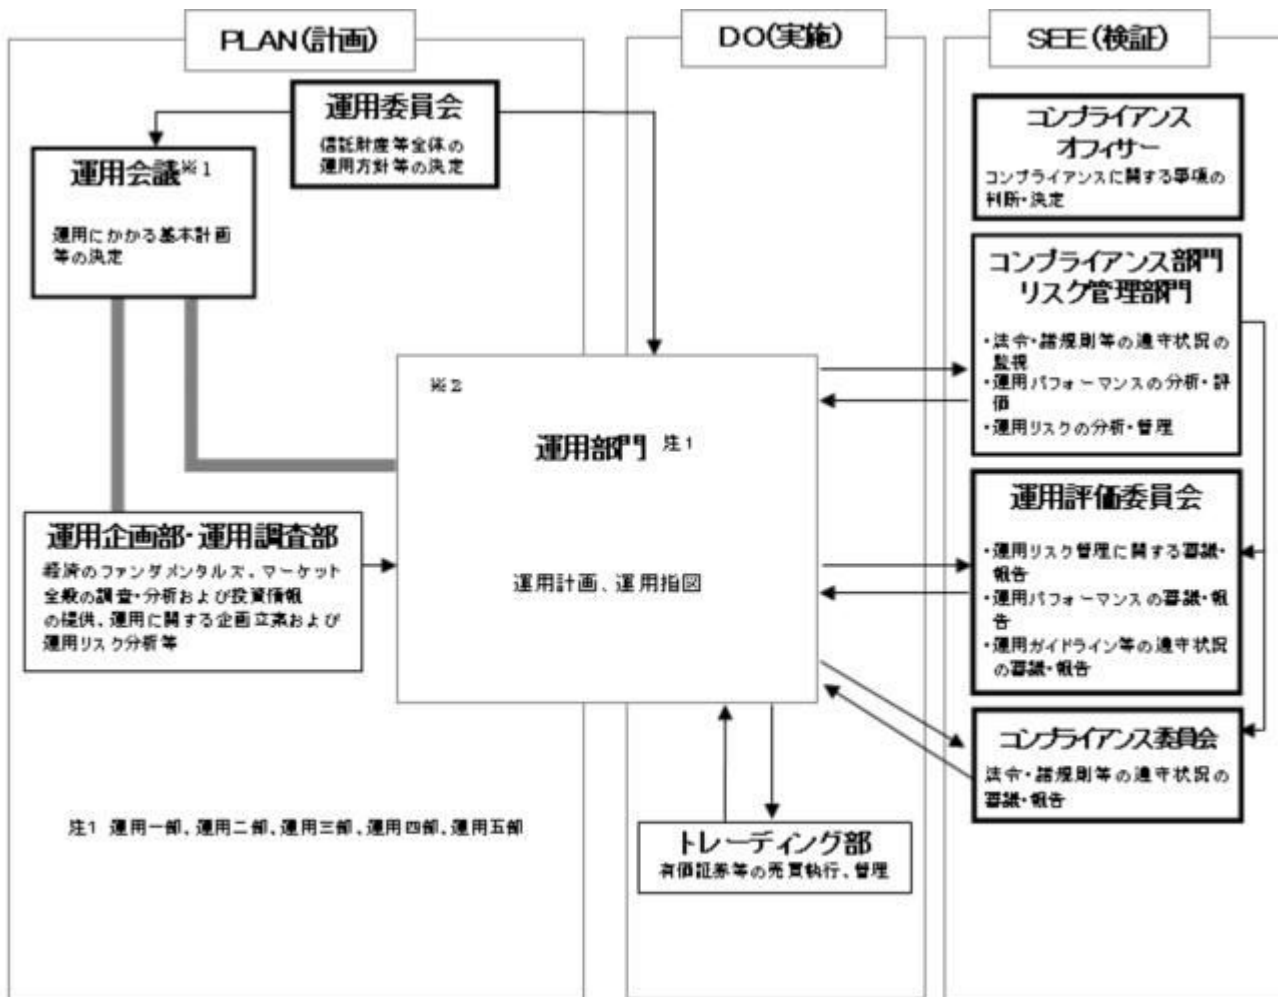 PLAN(計画)
運用委員会
信託財産等全体の
運用方針等の決定
運用会議※1
運用にかかる基本計画
等の決定
運用企画部・運用調査部
経済のファンダメンタルズ、マーケット
全般の調査・分析および投資情報
の提供、運用に関する企画立案および
運用リスク分析等
注1 運用一部、運用二部、運用三部、運用四部、運用五部
DO(実施)
※2
運用部門 注1
運用計画、運用指図
トレーディング部
有価証券等の売買執行、管理
SEE(検証)
コンプライアンス
オフィサー
コンプライアンスに関する事項の
判断・決定
コンプライアンス部門
リスク管理部門
・法令・諸規則等の遵守状況の
監視
・運用パフォーマンスの分析・評
価
・運用リスクの分析・管理
運用評価委員会
・運用リスク管理に関する審議・
報告
・運用パフォーマンスの審議・報
告
・運用ガイドライン等の遵守状況
の審議・報告
コンプライアンス委員会
法令・諸規則等の遵守状況の
審議・報告